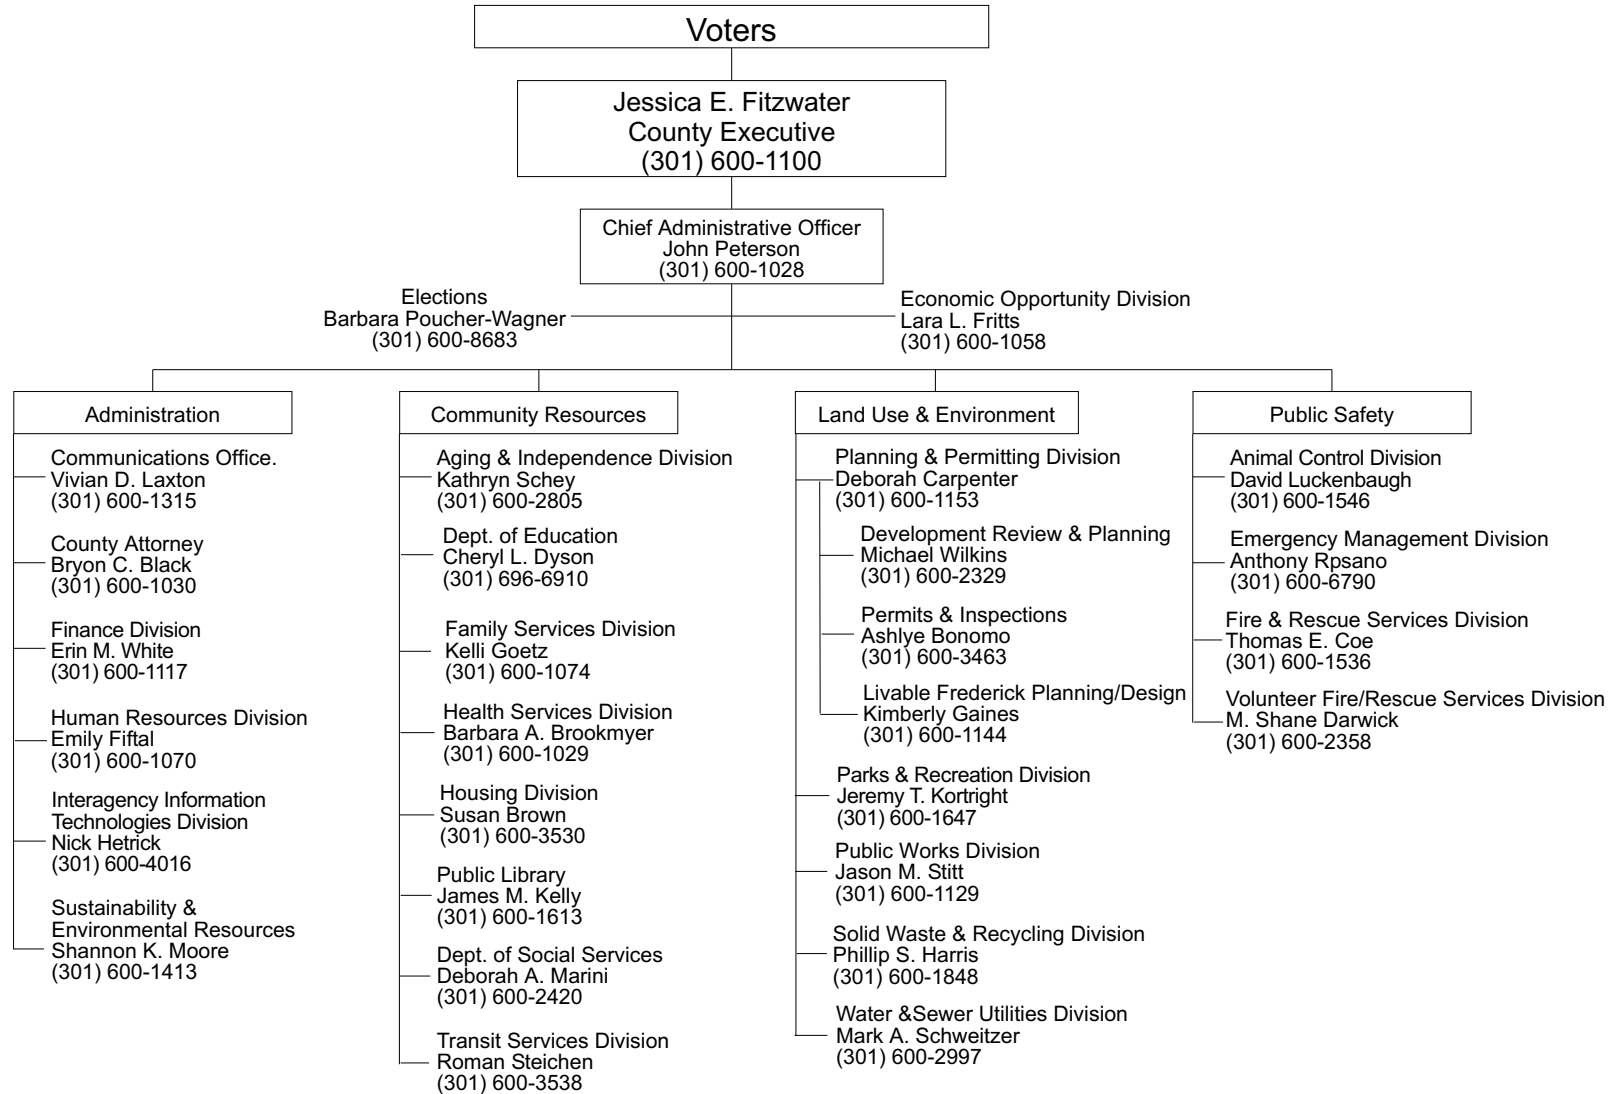 Voters
Jessica E. Fitzwater
County Executive
(301) 600-1100
Chief Administrative Officer
John Peterson
(301) 600-1028
Elections
Barbara Poucher-Wagner
(301) 600-8683
Economic Opportunity Division
Lara L. Fritts
(301) 600-1058
Administration
Communications Office.
Vivian D. Laxton
(301) 600-1315
County Attorney
Bryon C. Black
(301) 600-1030
Finance Division
Erin M. White
(301) 600-1117
Human Resources Division
Emily Fiftal
(301) 600-1070
Interagency Information
Technologies Division
Nick Hetrick
(301) 600-4016
Sustainability &
Environmental Resources
Shannon K. Moore
(301) 600-1413
Community Resources
Aging & Independence Division
Kathryn Schey
(301) 600-2805
Dept. of Education
Cheryl L. Dyson
(301) 696-6910
Family Services Division
Kelli Goetz
(301) 600-1074
Health Services Division
Barbara A. Brookmyer
(301) 600-1029
Housing Division
Susan Brown
(301) 600-3530
Public Library
James M. Kelly
(301) 600-1613
Dept. of Social Services
Deborah A. Marini
(301) 600-2420
Transit Services Division
Roman Steichen
(301) 600-3538
Land Use & Environment
Planning & Permitting Division
Deborah Carpenter
(301) 600-1153
Development Review & Planning
Michael Wilkins
(301) 600-2329
Permits & Inspections
Ashlye Bonomo
(301) 600-3463
Livable Frederick Planning/Design
Kimberly Gaines
(301) 600-1144
Parks & Recreation Division
Jeremy T. Kortright
(301) 600-1647
Public Works Division
Jason M. Stitt
(301) 600-1129
Solid Waste & Recycling Division
Phillip S. Harris
(301) 600-1848
Water &Sewer Utilities Division
Mark A. Schweitzer
(301) 600-2997
Public Safety
Animal Control Division
David Luckenbaugh
(301) 600-1546
Emergency Management Division
Anthony Rpsano
(301) 600-6790
Fire & Rescue Services Division
Thomas E. Coe
(301) 600-1536
Volunteer Fire/Rescue Services Division
M. Shane Darwick
(301) 600-2358